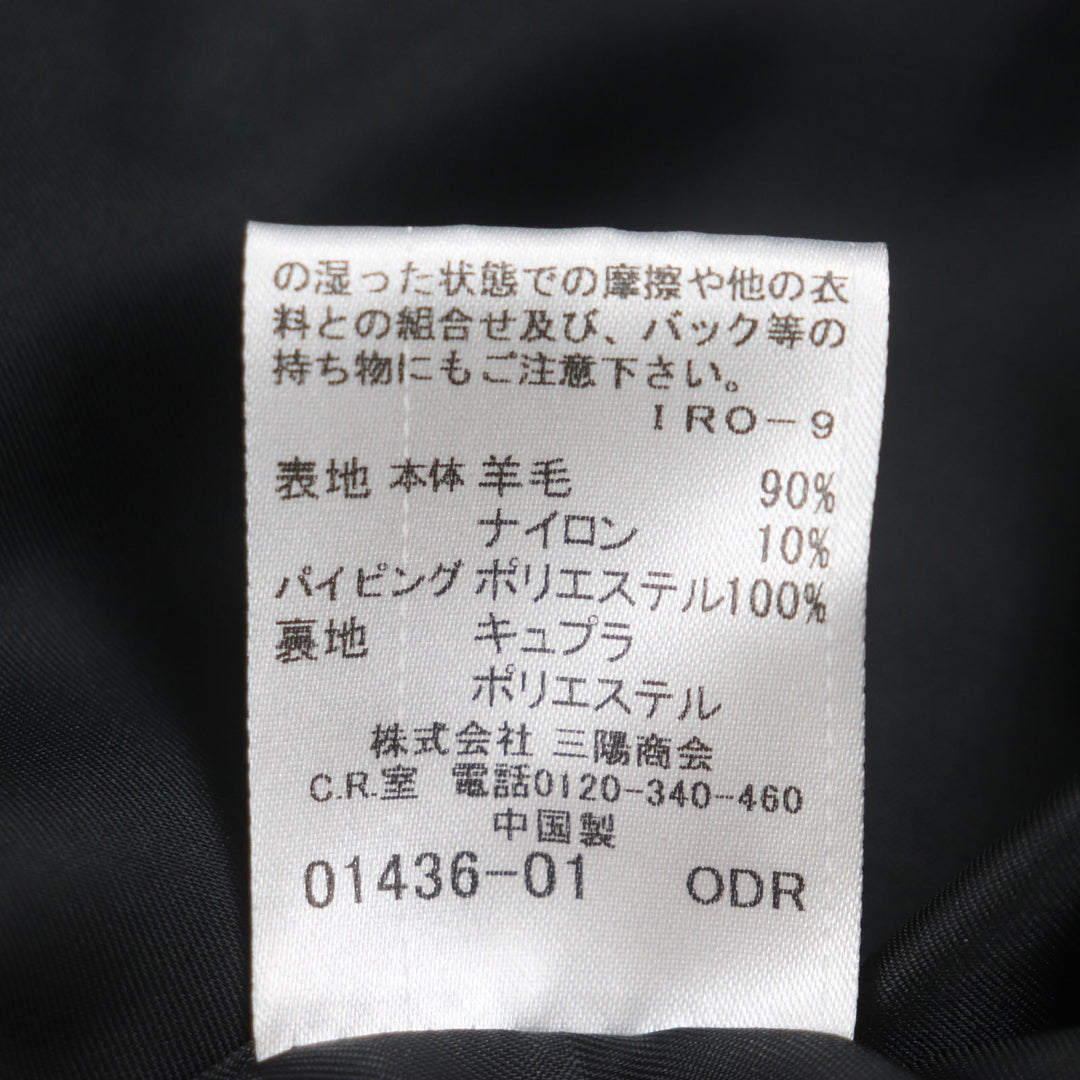 の湿った状態での摩擦や他の衣
料との組合せ及び、バック等の
持ち物にもご注意下さい。
IRO-9
表地 本体 羊毛 90%
ナイロン 10%
パイピング ポリエステル100%
裏地 キュプラ
ポリエステル
株式会社 三陽商会
C.R.室 電話0120-340-460
中国製
01436-01 ODR